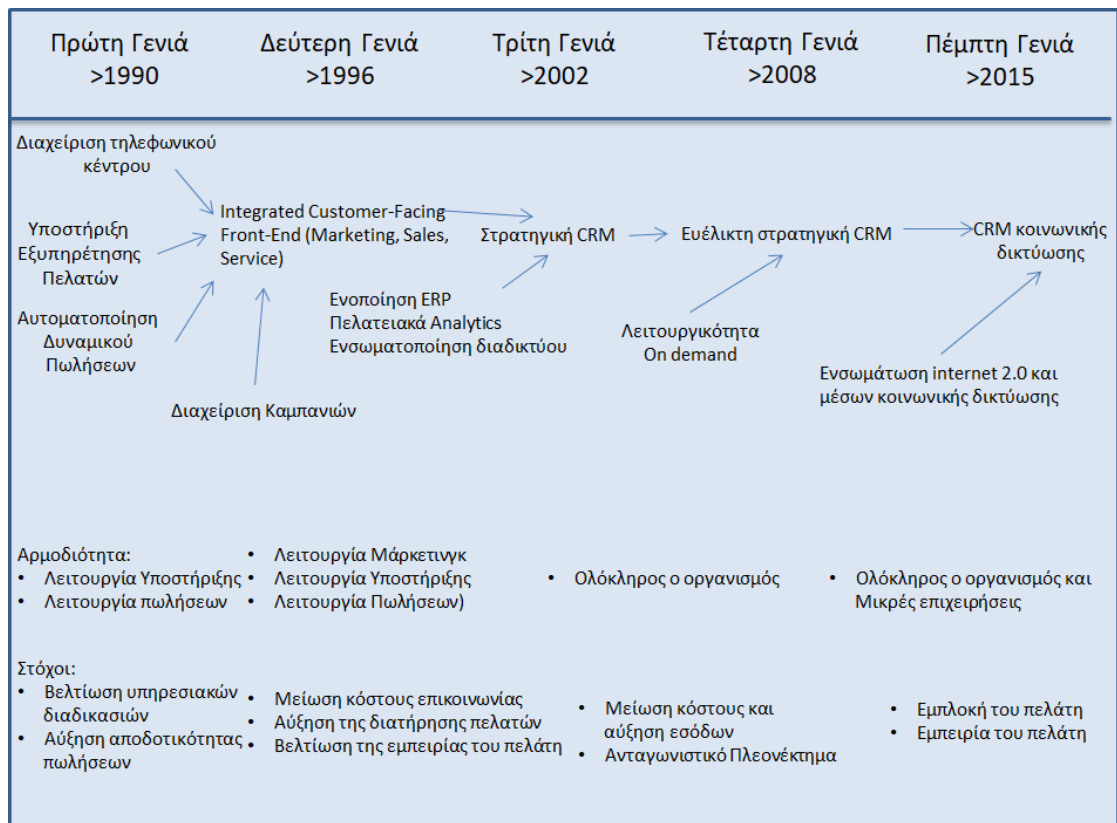 Πρώτη Γενιά
>1990
Δεύτερη Γενιά
>1996
Τρίτη Γενιά
>2002
Τέταρτη Γενιά
>2008
Πέμπτη Γενιά
>2015
Διαχείριση τηλεφωνικού
κέντρου
Υποστήριξη
Εξυπηρέτησης
Πελατών
Αυτοματοποίηση
Δυναμικού
Πωλήσεων
Integrated Customer-Facing
Front-End (Marketing, Sales,
Service)
Διαχείριση Καμπανιών
Στρατηγική CRM
Ενοποίηση ERP
Πελατειακά Analytics
Ενσωματοποίηση διαδικτύου
Ευέλικτη στρατηγική CRM
Λειτουργικότητα
On demand
CRM κοινωνικής
δικτύωσης
Ενσωμάτωση internet 2.0 και
μέσων κοινωνικής δικτύωσης
Αρμοδιότητα:
• Λειτουργία Υποστήριξης
• Λειτουργία πωλήσεων
• Λειτουργία Μάρκετινγκ
• Λειτουργία Υποστήριξης
• Λειτουργία Πωλήσεων)
• Ολόκληρος ο οργανισμός
• Ολόκληρος ο οργανισμός και
Μικρές επιχειρήσεις
Στόχοι:
• Βελτίωση υπηρεσιακών
διαδικασιών
• Αύξηση αποδοτικότητας
πωλήσεων
• Μείωση κόστους επικοινωνίας
• Αύξηση της διατήρησης πελατών
• Βελτίωση της εμπειρίας του πελάτη
• Μείωση κόστους και
αύξηση εσόδων
• Ανταγωνιστικό Πλεονέκτημα
• Εμπλοκή του πελάτη
• Εμπειρία του πελάτη